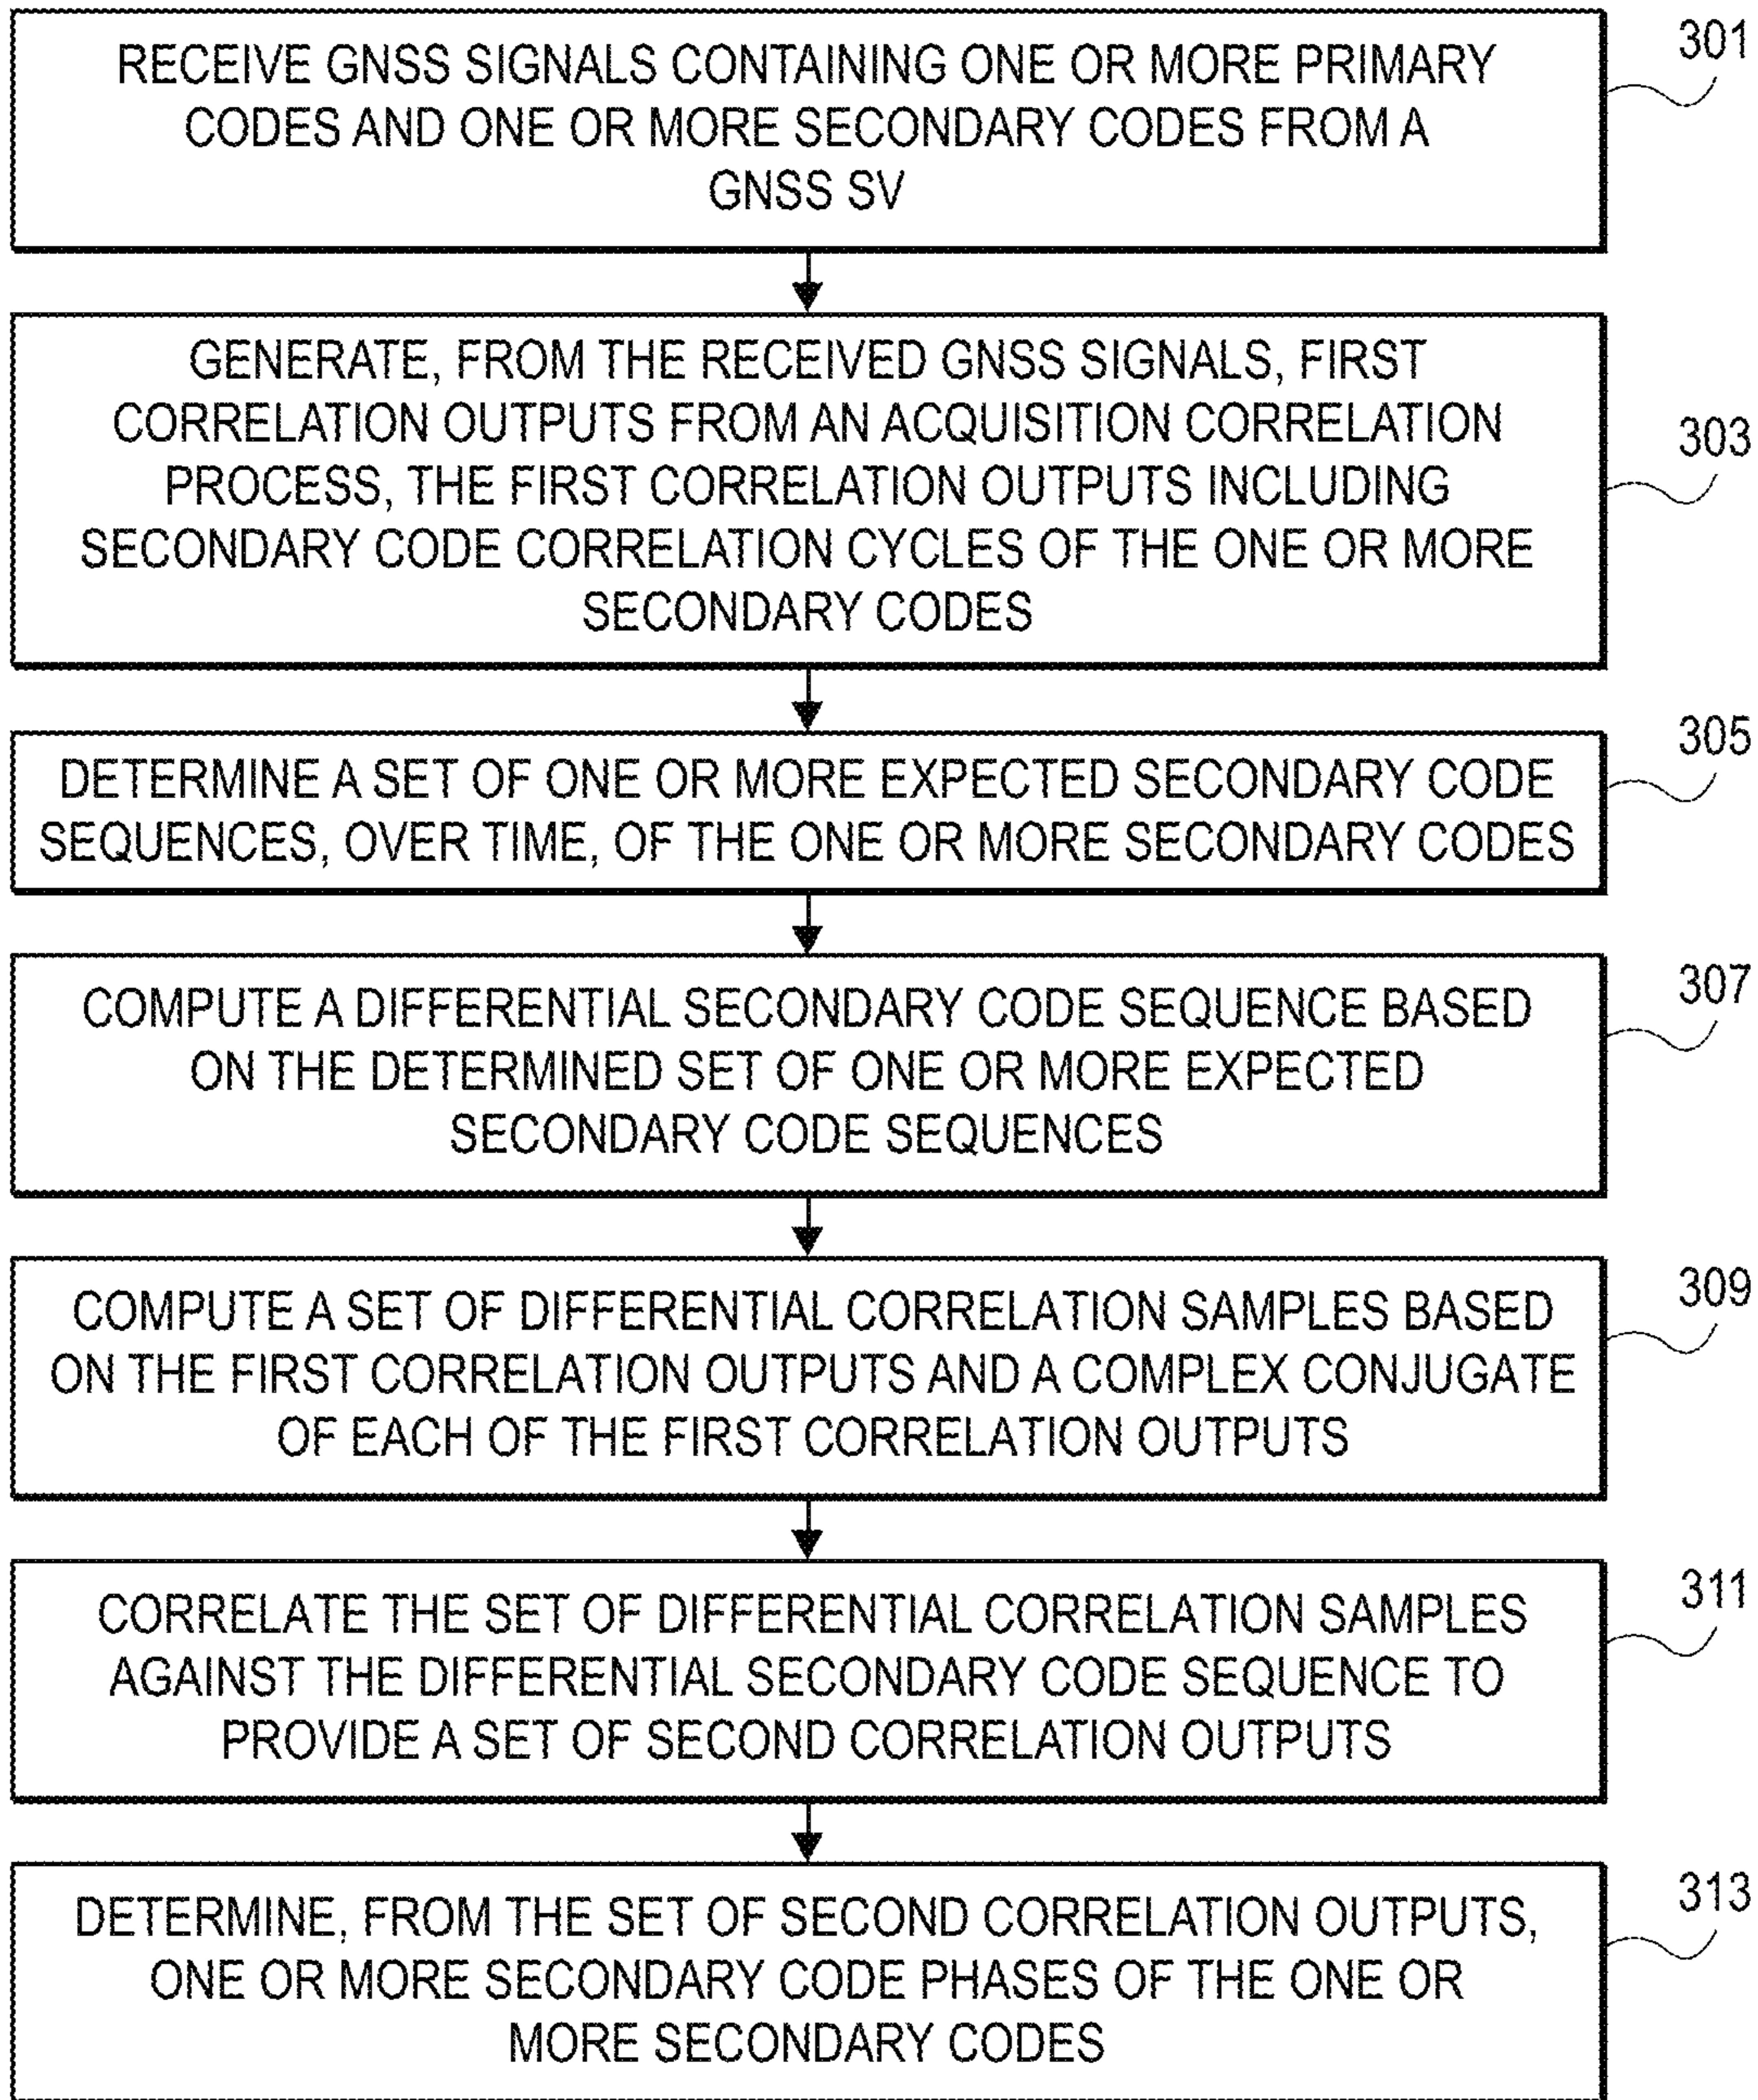 RECEIVE GNSS SIGNALS CONTAINING ONE OR MORE PRIMARY
CODES AND ONE OR MORE SECONDARY CODES FROM A
GNSS SV
301
GENERATE, FROM THE RECEIVED GNSS SIGNALS, FIRST
CORRELATION OUTPUTS FROM AN ACQUISITION CORRELATION
PROCESS, THE FIRST CORRELATION OUTPUTS INCLUDING
SECONDARY CODE CORRELATION CYCLES OF THE ONE OR MORE
SECONDARY CODES
303
DETERMINE A SET OF ONE OR MORE EXPECTED SECONDARY CODE
SEQUENCES, OVER TIME, OF THE ONE OR MORE SECONDARY CODES
305
COMPUTE A DIFFERENTIAL SECONDARY CODE SEQUENCE BASED
ON THE DETERMINED SET OF ONE OR MORE EXPECTED
SECONDARY CODE SEQUENCES
307
COMPUTE A SET OF DIFFERENTIAL CORRELATION SAMPLES BASED
ON THE FIRST CORRELATION OUTPUTS AND A COMPLEX CONJUGATE
OF EACH OF THE FIRST CORRELATION OUTPUTS
309
CORRELATE THE SET OF DIFFERENTIAL CORRELATION SAMPLES
AGAINST THE DIFFERENTIAL SECONDARY CODE SEQUENCE TO
PROVIDE A SET OF SECOND CORRELATION OUTPUTS
311
DETERMINE, FROM THE SET OF SECOND CORRELATION OUTPUTS,
ONE OR MORE SECONDARY CODE PHASES OF THE ONE OR
MORE SECONDARY CODES
313